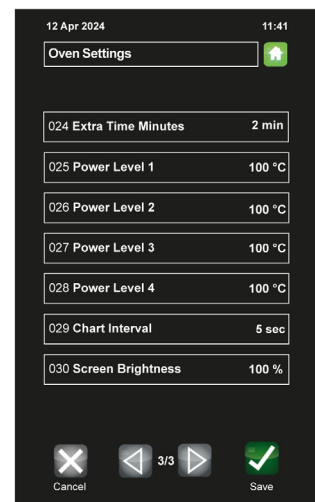 12 Apr 2024 11:41
Oven Settings
024 Extra Time Minutes 2 min
025 Power Level 1 100 °C
026 Power Level 2 100 °C
027 Power Level 3 100 °C
028 Power Level 4 100 °C
029 Chart Interval 5 sec
030 Screen Brightness 100 %
3/3
Cancel Save